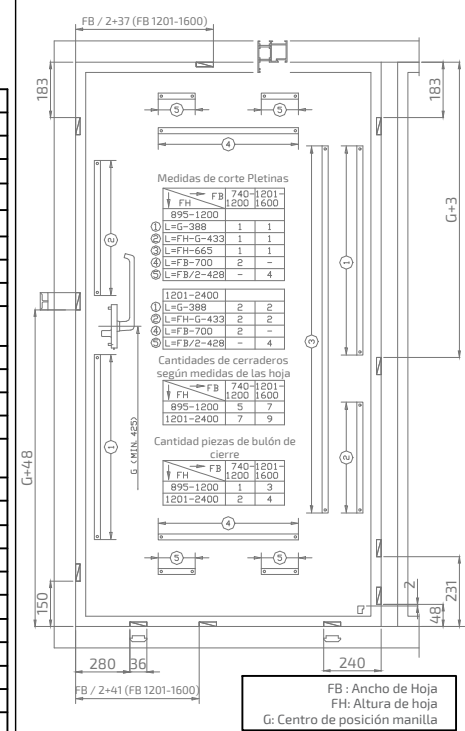 FB / 2+37 (FB 1201-1600)
183
183
⑤
⑤
④
Medidas de corte Pletinas
FH FB 740-1200 1201-1600
895-1200
① L=G-388 1 1
② L=FH-G-433 1 1
③ L=FH-665 1 1
④ L=FB-700 2 -
⑤ L=FB/2-428 - 4
1201-2400
① L=G-388 2 2
② L=FH-G-433 2 2
④ L=FB-700 2 -
⑤ L=FB/2-428 - 4
Cantidades de cerraderos
según medidas de las hoja
FH FB 740-1200 1201-1600
895-1200 5 7
1201-2400 7 9
Cantidad piezas de bulón de
cierre
FH FB 740-1200 1201-1600
895-1200 1 3
1201-2400 2 4
②
①
③
①
②
G+3
G+48
G (MIN. 425)
④
⑤
⑤
150
2
48
231
280
36
240
FB / 2+41 (FB 1201-1600)
FB : Ancho de Hoja
FH: Altura de hoja
G: Centro de posición manilla